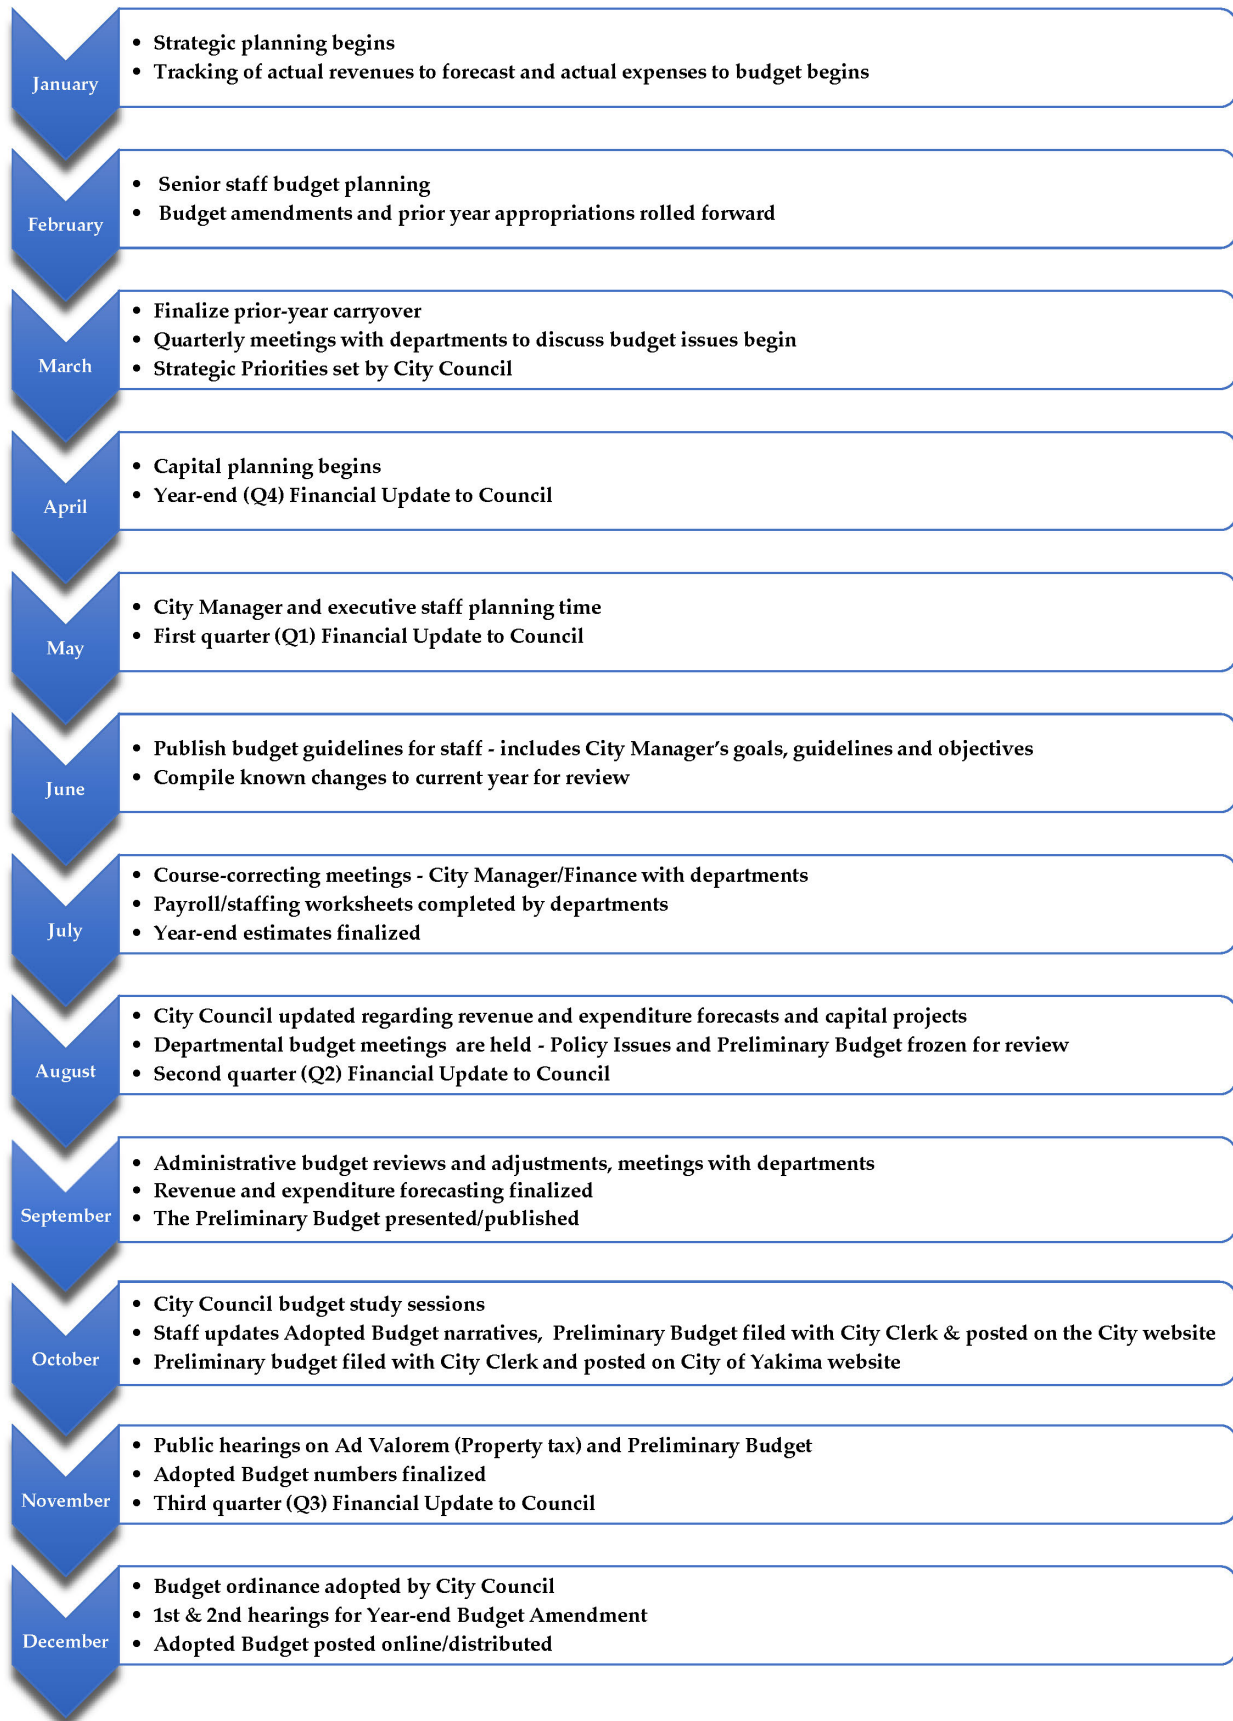 January
• Strategic planning begins
• Tracking of actual revenues to forecast and actual expenses to budget begins
February
• Senior staff budget planning
• Budget amendments and prior year appropriations rolled forward
March
• Finalize prior-year carryover
• Quarterly meetings with departments to discuss budget issues begin
• Strategic Priorities set by City Council
April
• Capital planning begins
• Year-end (Q4) Financial Update to Council
May
• City Manager and executive staff planning time
• First quarter (Q1) Financial Update to Council
June
• Publish budget guidelines for staff - includes City Manager’s goals, guidelines and objectives
• Compile known changes to current year for review
July
• Course-correcting meetings - City Manager/Finance with departments
• Payroll/staffing worksheets completed by departments
• Year-end estimates finalized
August
• City Council updated regarding revenue and expenditure forecasts and capital projects
• Departmental budget meetings are held - Policy Issues and Preliminary Budget frozen for review
• Second quarter (Q2) Financial Update to Council
September
• Administrative budget reviews and adjustments, meetings with departments
• Revenue and expenditure forecasting finalized
• The Preliminary Budget presented/published
October
• City Council budget study sessions
• Staff updates Adopted Budget narratives, Preliminary Budget filed with City Clerk & posted on the City website
• Preliminary budget filed with City Clerk and posted on City of Yakima website
November
• Public hearings on Ad Valorem (Property tax) and Preliminary Budget
• Adopted Budget numbers finalized
• Third quarter (Q3) Financial Update to Council
December
• Budget ordinance adopted by City Council
• 1st & 2nd hearings for Year-end Budget Amendment
• Adopted Budget posted online/distributed